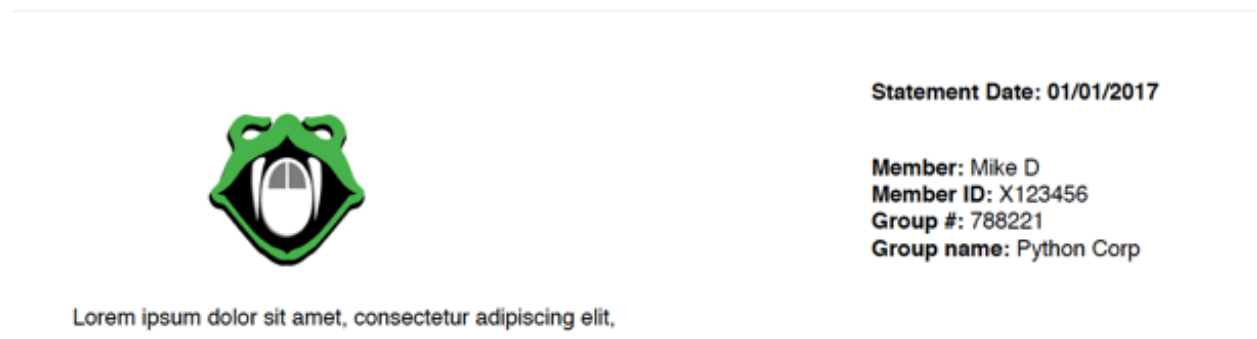 Statement Date: 01/01/2017
Member: Mike D
Member ID: X123456
Group #: 788221
Group name: Python Corp
Lorem ipsum dolor sit amet, consectetur adipiscing elit,